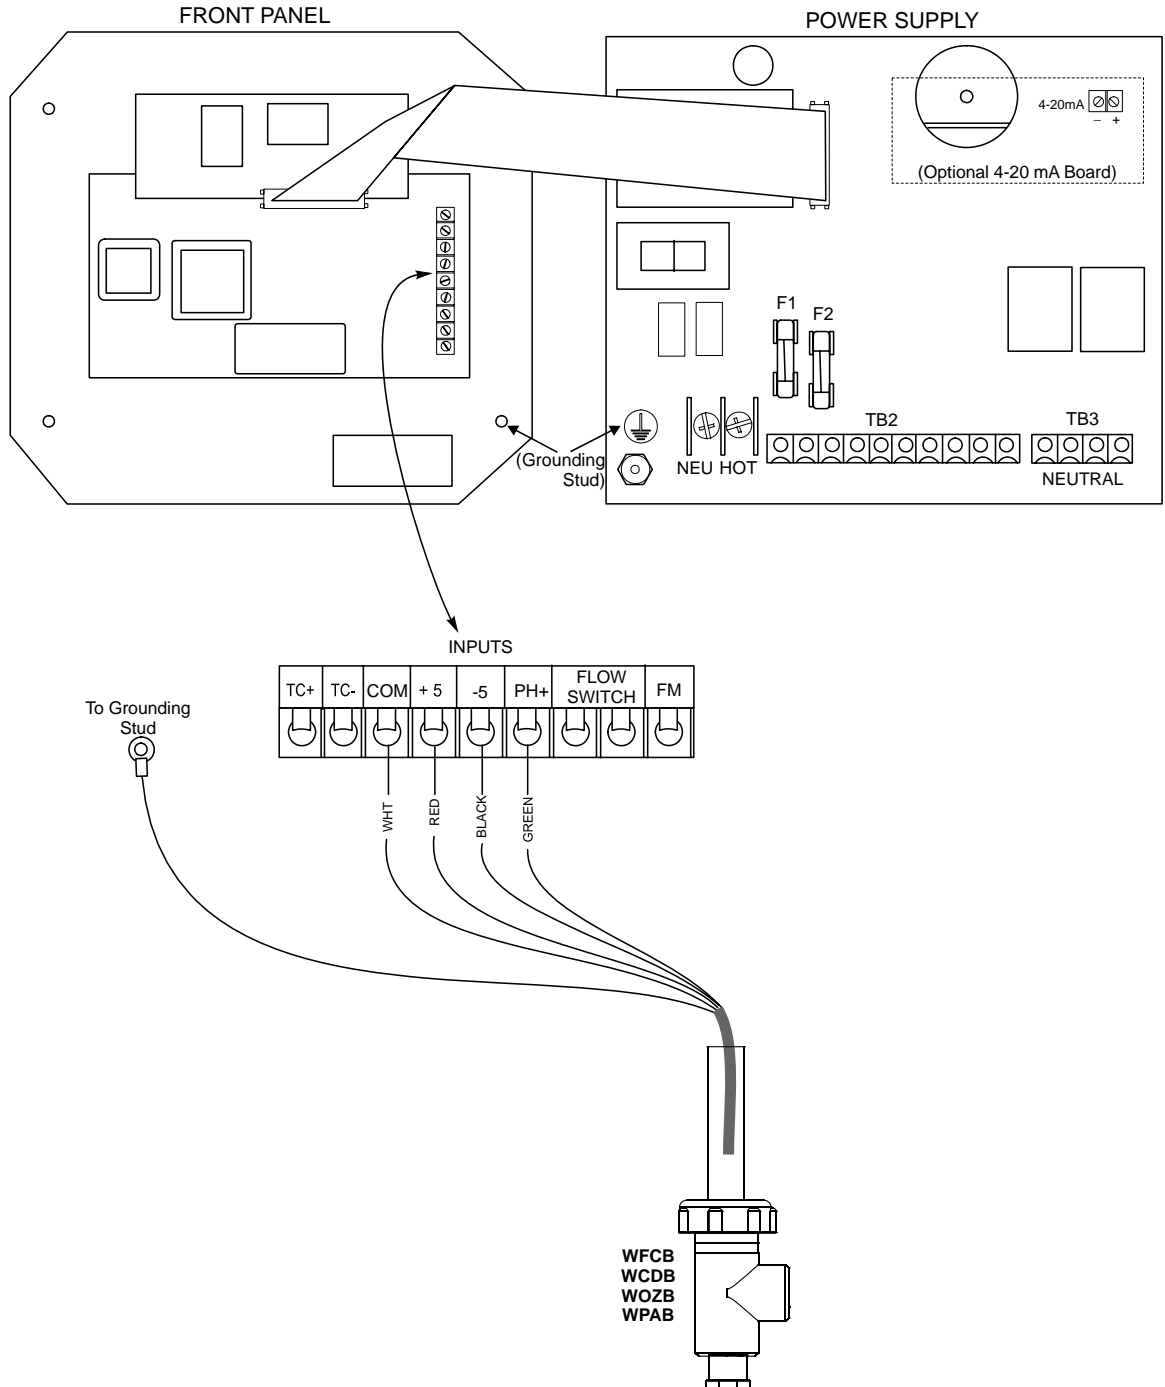 FRONT PANEL
POWER SUPPLY
4-20mA
– +
(Optional 4-20 mA Board)
F1
F2
TB2
TB3
(Grounding
Stud)
NEU HOT
NEUTRAL
INPUTS
TC+ TC- COM + 5 -5 PH+ FLOW SWITCH FM
To Grounding
Stud
WHT
RED
BLACK
GREEN
WFCB
WCDB
WOZB
WPAB